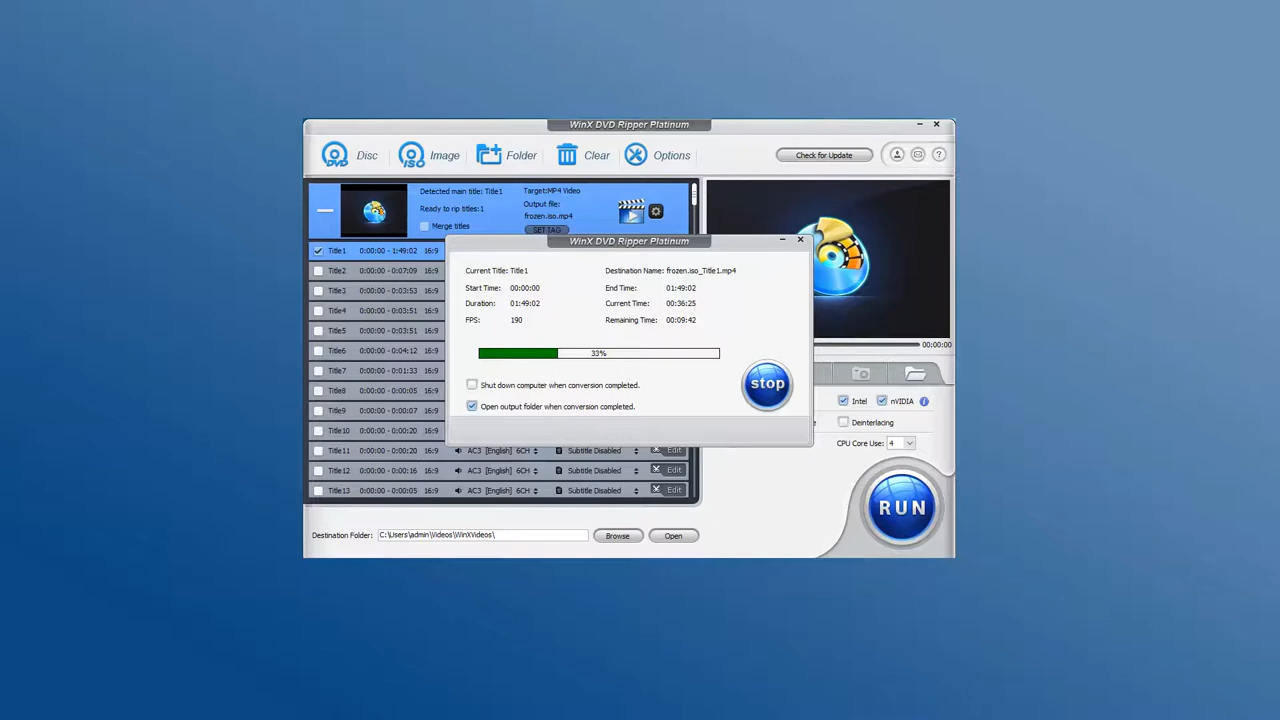 WinX DVD Ripper Platinum
DVD Disc
ISO Image
Folder
Clear
Options
Check for Update
?
Detected main title: Title1
Ready to rip titles:1
Merge titles
Target:MP4 Video
Output file:
frozen.iso.mp4
SET TAG
Title1 0:00:00 - 1:49:02 16:9
Title2 0:00:00 - 0:07:09 16:9
Title3 0:00:00 - 0:03:53 16:9
Title4 0:00:00 - 0:03:51 16:9
Title5 0:00:00 - 0:03:51 16:9
Title6 0:00:00 - 0:04:12 16:9
Title7 0:00:00 - 0:01:33 16:9
Title8 0:00:00 - 0:00:05 16:9
Title9 0:00:00 - 0:00:20 16:9
Title10 0:00:00 - 0:00:20 16:9
Title11 0:00:00 - 0:00:20 16:9 AC3 [English] 6CH Subtitle Disabled Edit
Title12 0:00:00 - 0:00:20 16:9 AC3 [English] 6CH Subtitle Disabled Edit
Title13 0:00:00 - 0:00:05 16:9 AC3 [English] 6CH Subtitle Disabled Edit
WinX DVD Ripper Platinum
Current Title: Title1 Destination Name: frozen.iso_Title1.mp4
Start Time: 00:00:00 End Time: 01:49:02
Duration: 01:49:02 Current Time: 00:36:25
FPS: 190 Remaining Time: 00:09:42
33%
Shut down computer when conversion completed.
Open output folder when conversion completed.
stop
00:00:00
Intel nVIDIA i
Deinterlacing
CPU Core Use: 4
RUN
Destination Folder: C:\Users\admin\Videos\WinXVideos\ Browse Open